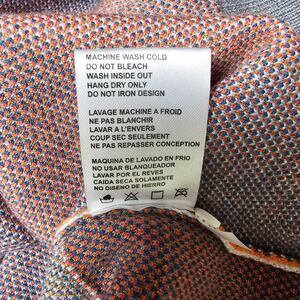 MACHINE WASH COLD
DO NOT BLEACH
WASH INSIDE OUT
HANG DRY ONLY
DO NOT IRON DESIGN
LAVAGE MACHINE A FROID
NE PAS BLANCHIR
LAVAR A L'ENVERS
COUP SEC SEULEMENT
NE PAS REPASSER CONCEPTION
MAQUINA DE LAVADO EN FRIO
NO USAR BLANQUEADOR
LAVAR POR EL REVES
CAIDA SECA SOLAMENTE
NO DISENO DE HIERRO